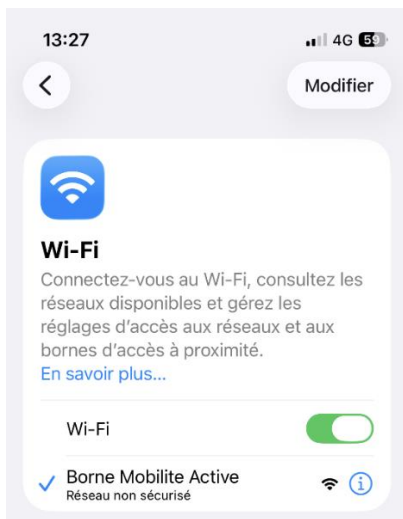 13:27 4G 59
Modifier
Wi-Fi
Connectez-vous au Wi-Fi, consultez les
réseaux disponibles et gérez les
réglages d’accès aux réseaux et aux
bornes d’accès à proximité.
En savoir plus...
Wi-Fi
Borne Mobilite Active
Réseau non sécurisé